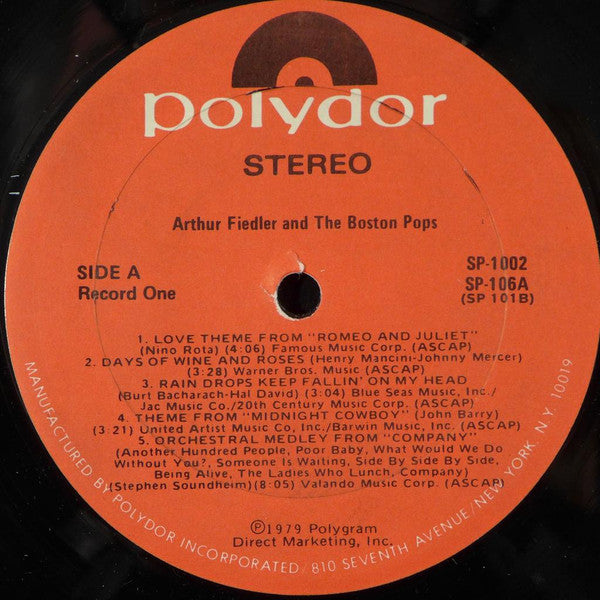 polydor
STEREO
Arthur Fiedler and The Boston Pops
SIDE A
Record One
SP-1002
SP-106A
(SP 101B)
1. LOVE THEME FROM "ROMEO AND JULIET"
(Nino Rota) (4:06) Famous Music Corp. (ASCAP)
2. DAYS OF WINE AND ROSES (Henry Mancini-Johnny Mercer)
(3:28) Warner Bros. Music (ASCAP)
3. RAIN DROPS KEEP FALLIN' ON MY HEAD
(Burt Bacharach-Hal David) (3:04) Blue Seas Music, Inc./
Jac Music Co./20th Century Music Corp. (ASCAP)
4. THEME FROM "MIDNIGHT COWBOY" (John Barry)
(3:21) United Artist Music Co, Inc./Barwin Music, Inc. (ASCAP)
5. ORCHESTRAL MEDLEY FROM "COMPANY"
(Another Hundred People, Poor Baby, What Would We Do
Without You?, Someone Is Waiting, Side By Side By Side,
Being Alive, The Ladies Who Lunch, Company)
(Stephen Soundheim)(8:05) Valando Music Corp. (ASCAP)
℗1979 Polygram
Direct Marketing, Inc.
MANUFACTURED BY POLYDOR INCORPORATED/810 SEVENTH AVENUE/NEW YORK, N.Y. 10019